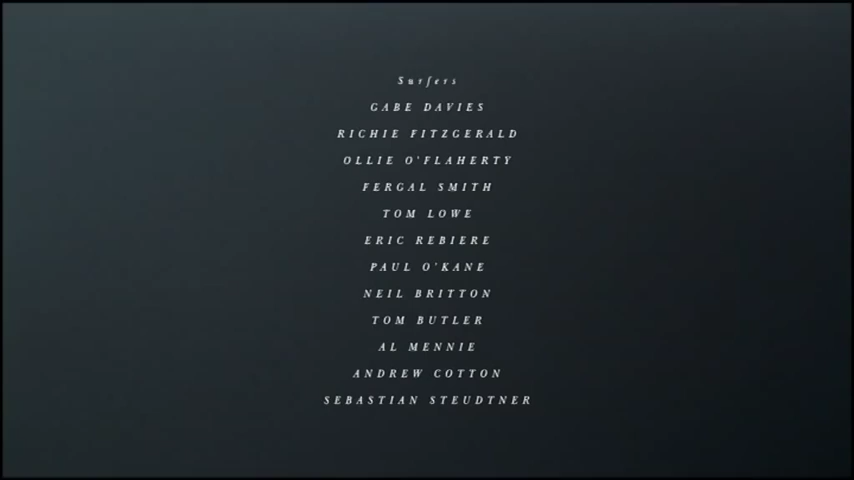 Surfers
GABE DAVIES
RICHIE FITZGERALD
OLLIE O'FLAHERTY
FERGAL SMITH
TOM LOWE
ERIC REBIERE
PAUL O'KANE
NEIL BRITTON
TOM BUTLER
AL MENNIE
ANDREW COTTON
SEBASTIAN STEUDTNER